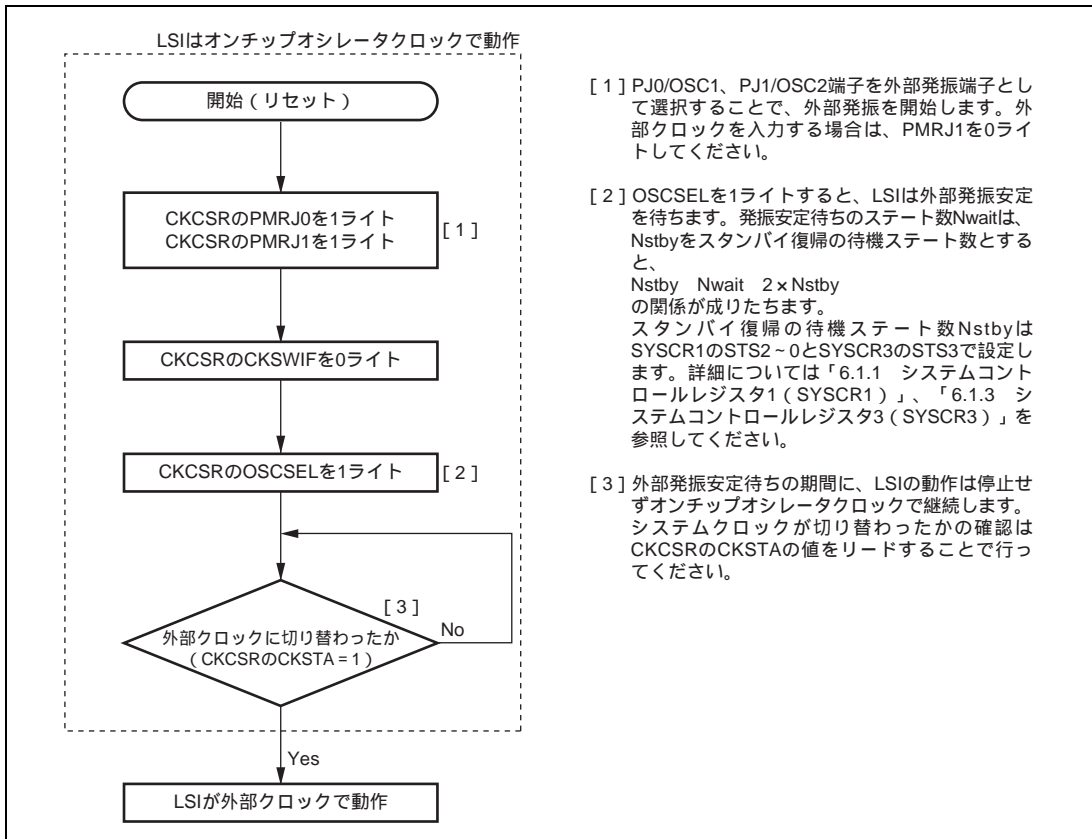 LSIはオンチップオシレータクロックで動作
開始（リセット）
CKCSRのPMRJ0を1ライト
CKCSRのPMRJ1を1ライト
[ 1 ]
CKCSRのCKSWIFを0ライト
CKCSRのOSCSELを1ライト
[ 2 ]
[ 3 ]
外部クロックに切り替わったか
（CKCSRのCKSTA = 1）
No
Yes
LSIが外部クロックで動作
[ 1 ] PJ0/OSC1、PJ1/OSC2端子を外部発振端子とし
て選択することで、外部発振を開始します。外
部クロックを入力する場合は、PMRJ1を0ライ
トしてください。
[ 2 ] OSCSELを1ライトすると、LSIは外部発振安定
を待ちます。発振安定待ちのステート数Nwaitは、
Nstbyをスタンバイ復帰の待機ステート数とする
と、
Nstby　Nwait　2 × Nstby
の関係が成りたちます。
スタンバイ復帰の待機ステート数Nstbyは
SYSCR1のSTS2 ~ 0とSYSCR3のSTS3で設定し
ます。詳細については「6.1.1　システムコント
ロールレジスタ1（SYSCR1）」、「6.1.3　シ
ステムコントロールレジスタ3（SYSCR3）」を
参照してください。
[ 3 ] 外部発振安定待ちの期間に、LSIの動作は停止せ
ずオンチップオシレータクロックで継続します。
システムクロックが切り替わったかの確認は
CKCSRのCKSTAの値をリードすることで行っ
てください。